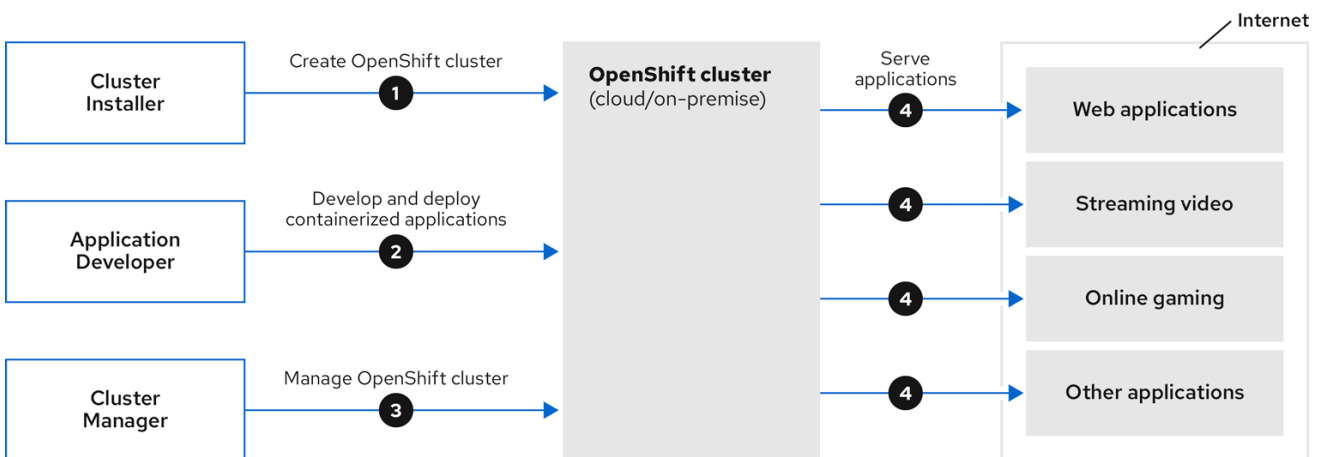 Internet
Cluster
Installer
Create OpenShift cluster
1
OpenShift cluster
(cloud/on-premise)
Serve
applications
4
Web applications
Application
Developer
Develop and deploy
containerized applications
2
4
Streaming video
4
Online gaming
Cluster
Manager
Manage OpenShift cluster
3
4
Other applications